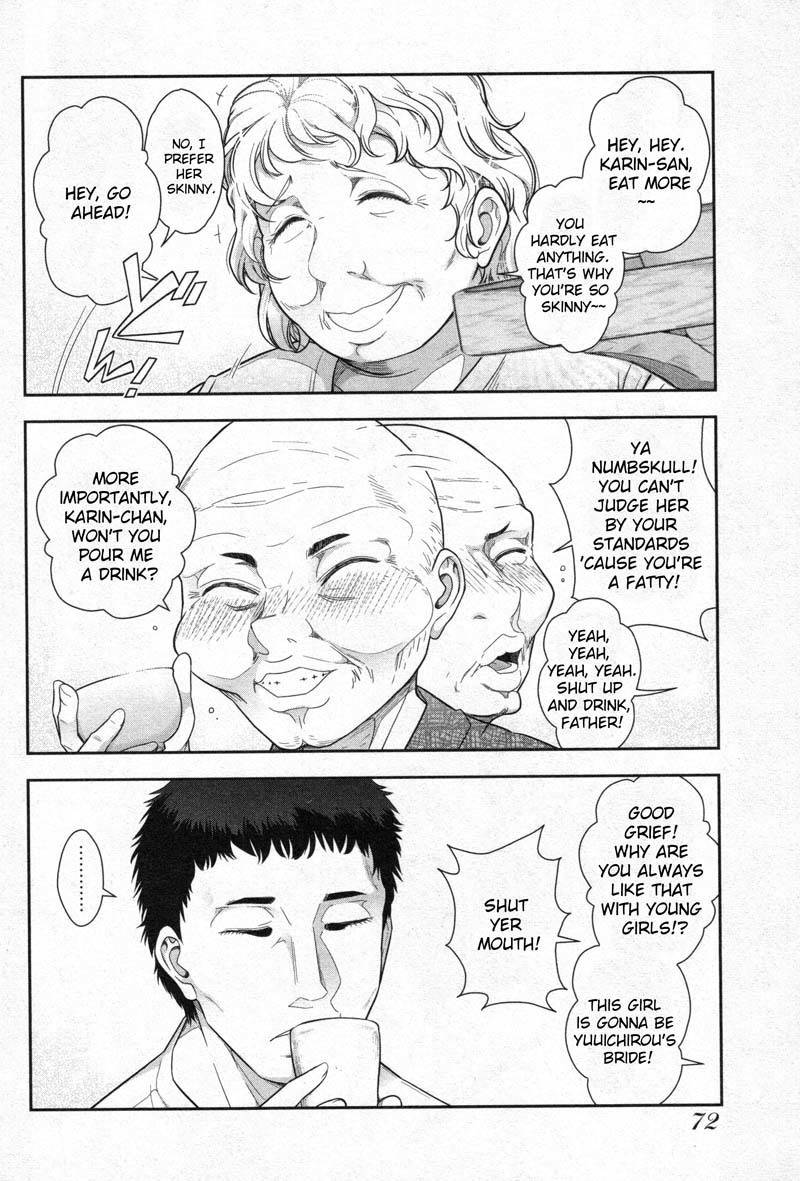 HEY, HEY.
KARIN-SAN,
EAT MORE
~~
YOU
HARDLY EAT
ANYTHING.
THAT'S WHY
YOU'RE SO
SKINNY~~
NO, I
PREFER
HER
SKINNY.
HEY, GO
AHEAD!
どん!
YA
NUMBSKULL!
YOU CAN'T
JUDGE HER
BY YOUR
STANDARDS
'CAUSE YOU'RE
A FATTY!
YEAH,
YEAH,
YEAH, YEAH.
SHUT UP
AND DRINK,
FATHER!
MORE
IMPORTANTLY,
KARIN-CHAN,
WON'T YOU
POUR ME
A DRINK?
GOOD
GRIEF!
WHY ARE
YOU ALWAYS
LIKE THAT
WITH YOUNG
GIRLS!?
THIS GIRL
IS GONNA BE
YUUICHIROU'S
BRIDE!
SHUT
YER
MOUTH!
.........
72